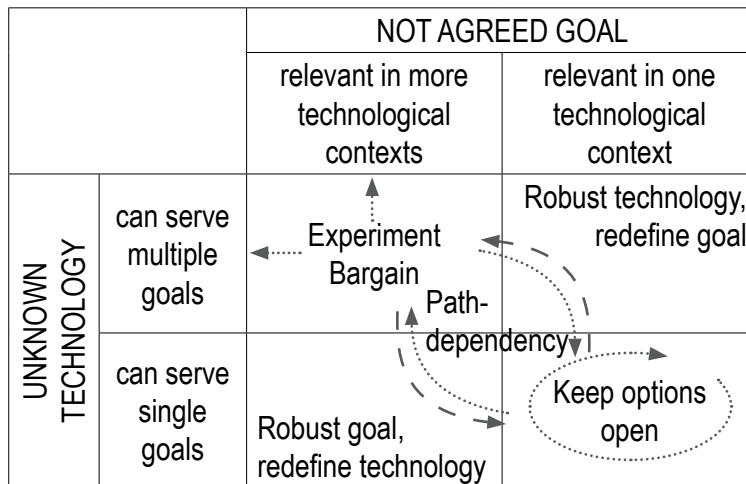 NOT AGREED GOAL
relevant in more
technological
contexts
relevant in one
technological
context
UNKNOWN
TECHNOLOGY
can serve
multiple
goals
Experiment
Bargain
Robust technology,
redefine goal
Path-
dependency
can serve
single
goals
Robust goal,
redefine technology
Keep options
open